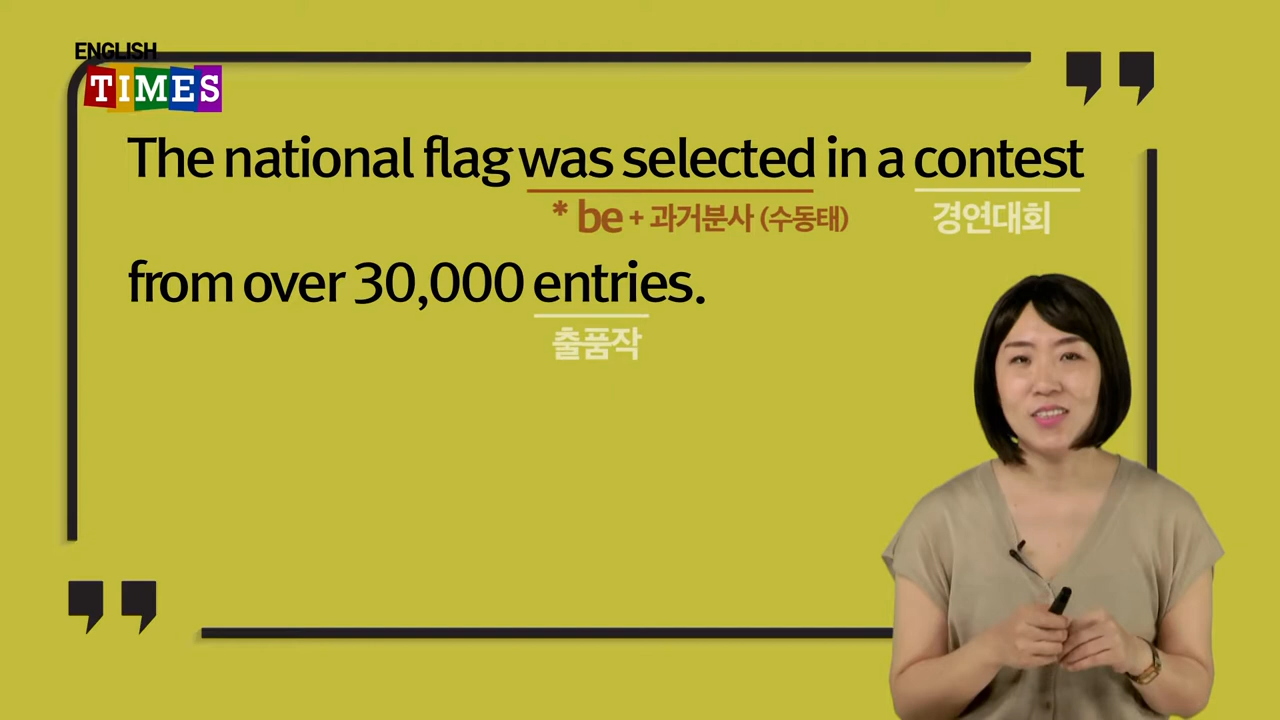 ENGLISH
TIMES
The national flag was selected in a contest
* be + 과거분사 (수동태) 경연대회
from over 30,000 entries.
출품작